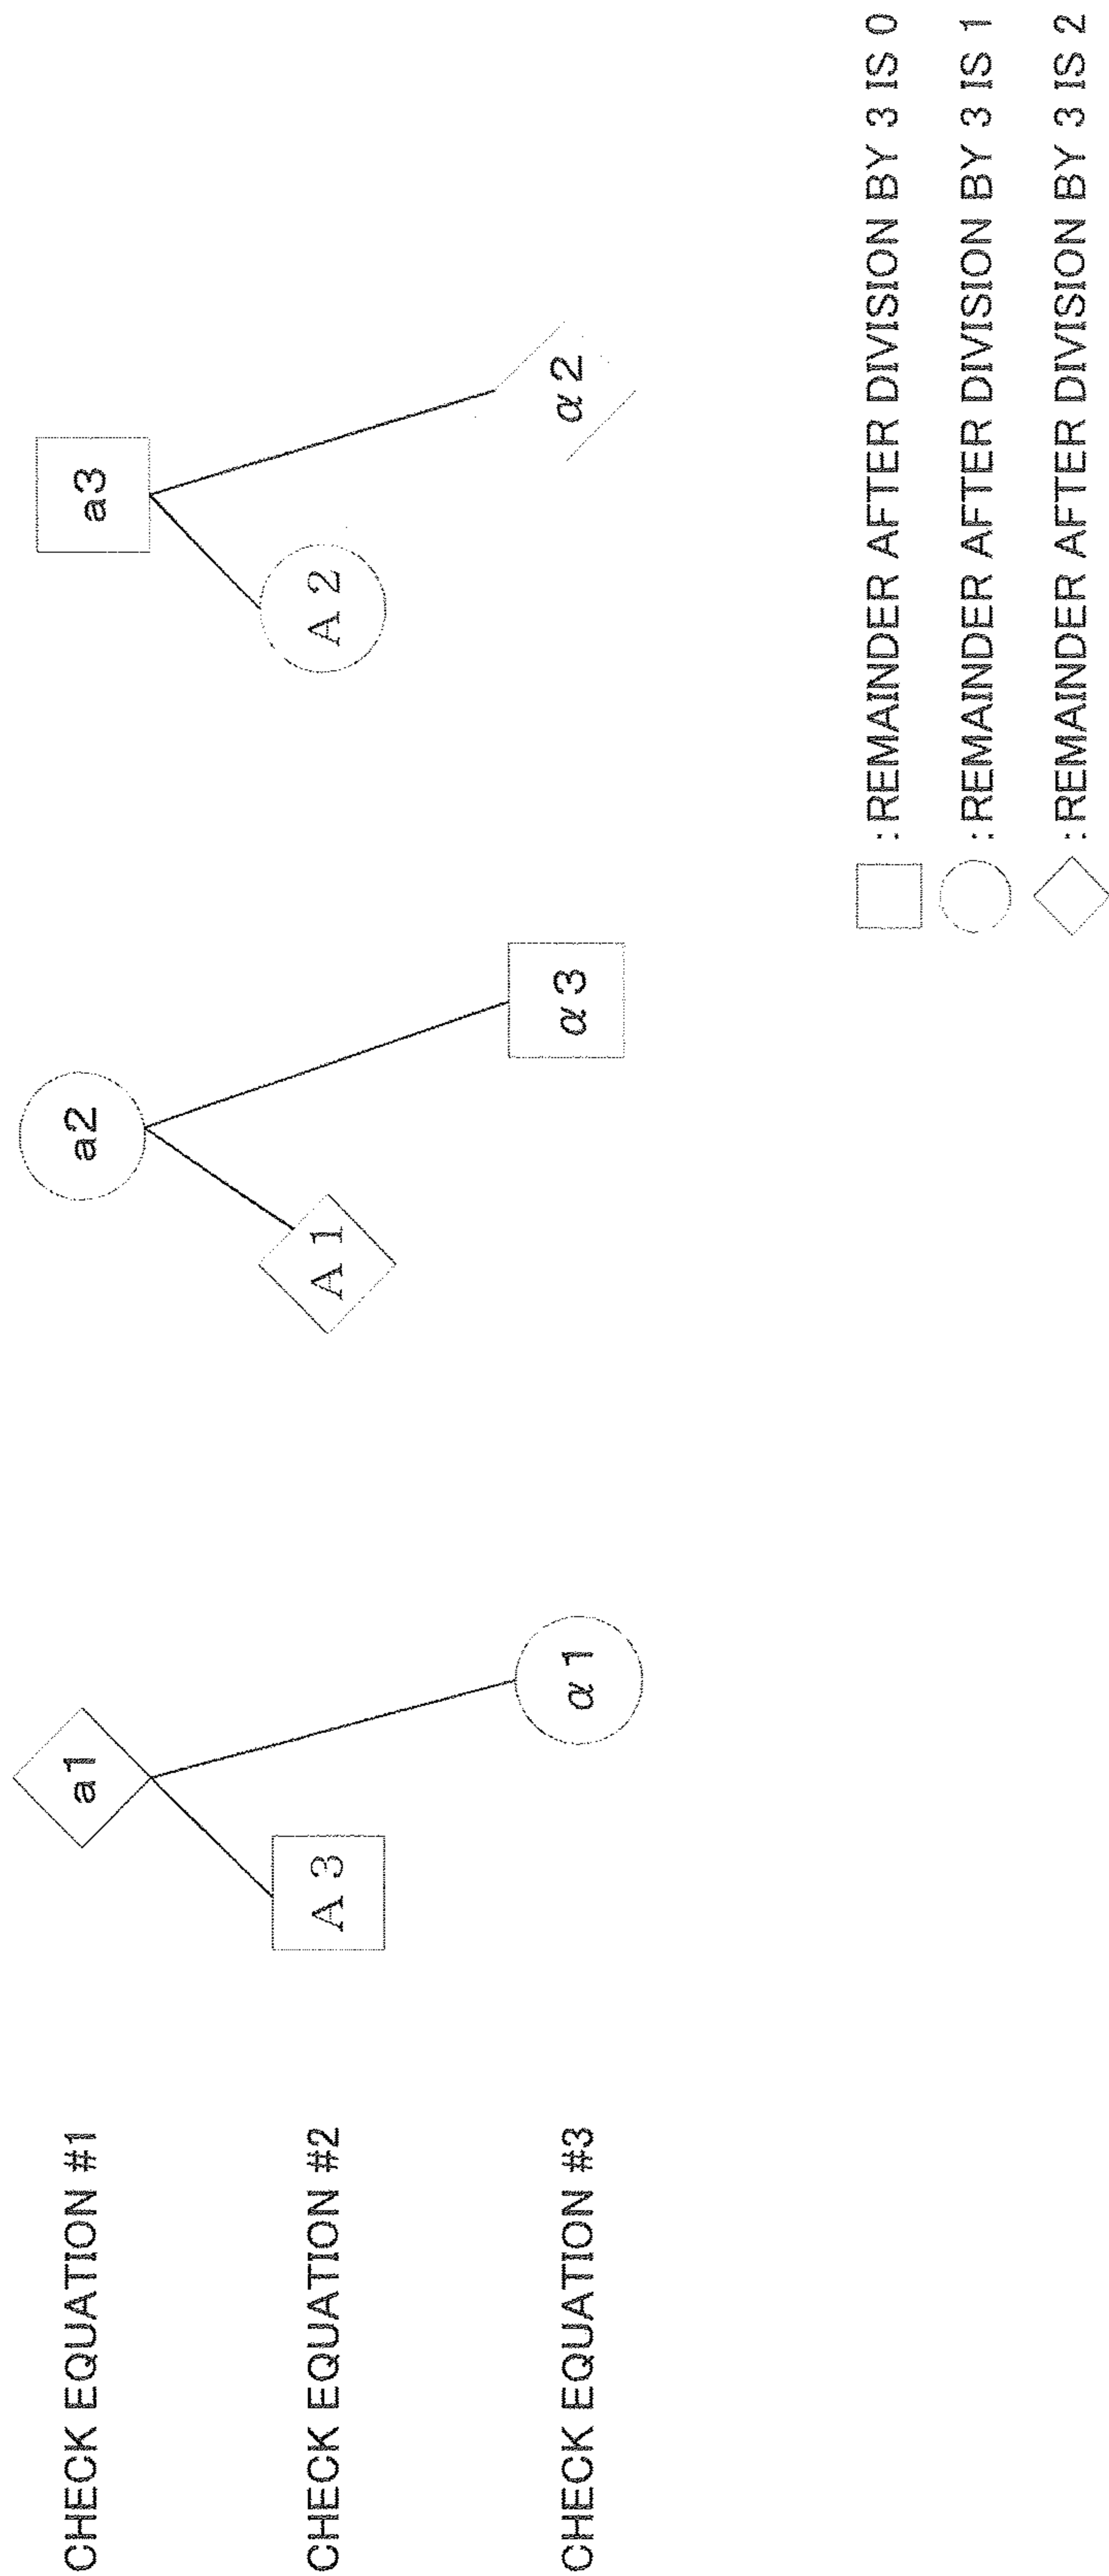 CHECK EQUATION #1
a1
a2
a3
CHECK EQUATION #2
A 3
A 1
A 2
CHECK EQUATION #3
α 1
α 3
α 2
: REMAINDER AFTER DIVISION BY 3 IS 0
: REMAINDER AFTER DIVISION BY 3 IS 1
: REMAINDER AFTER DIVISION BY 3 IS 2